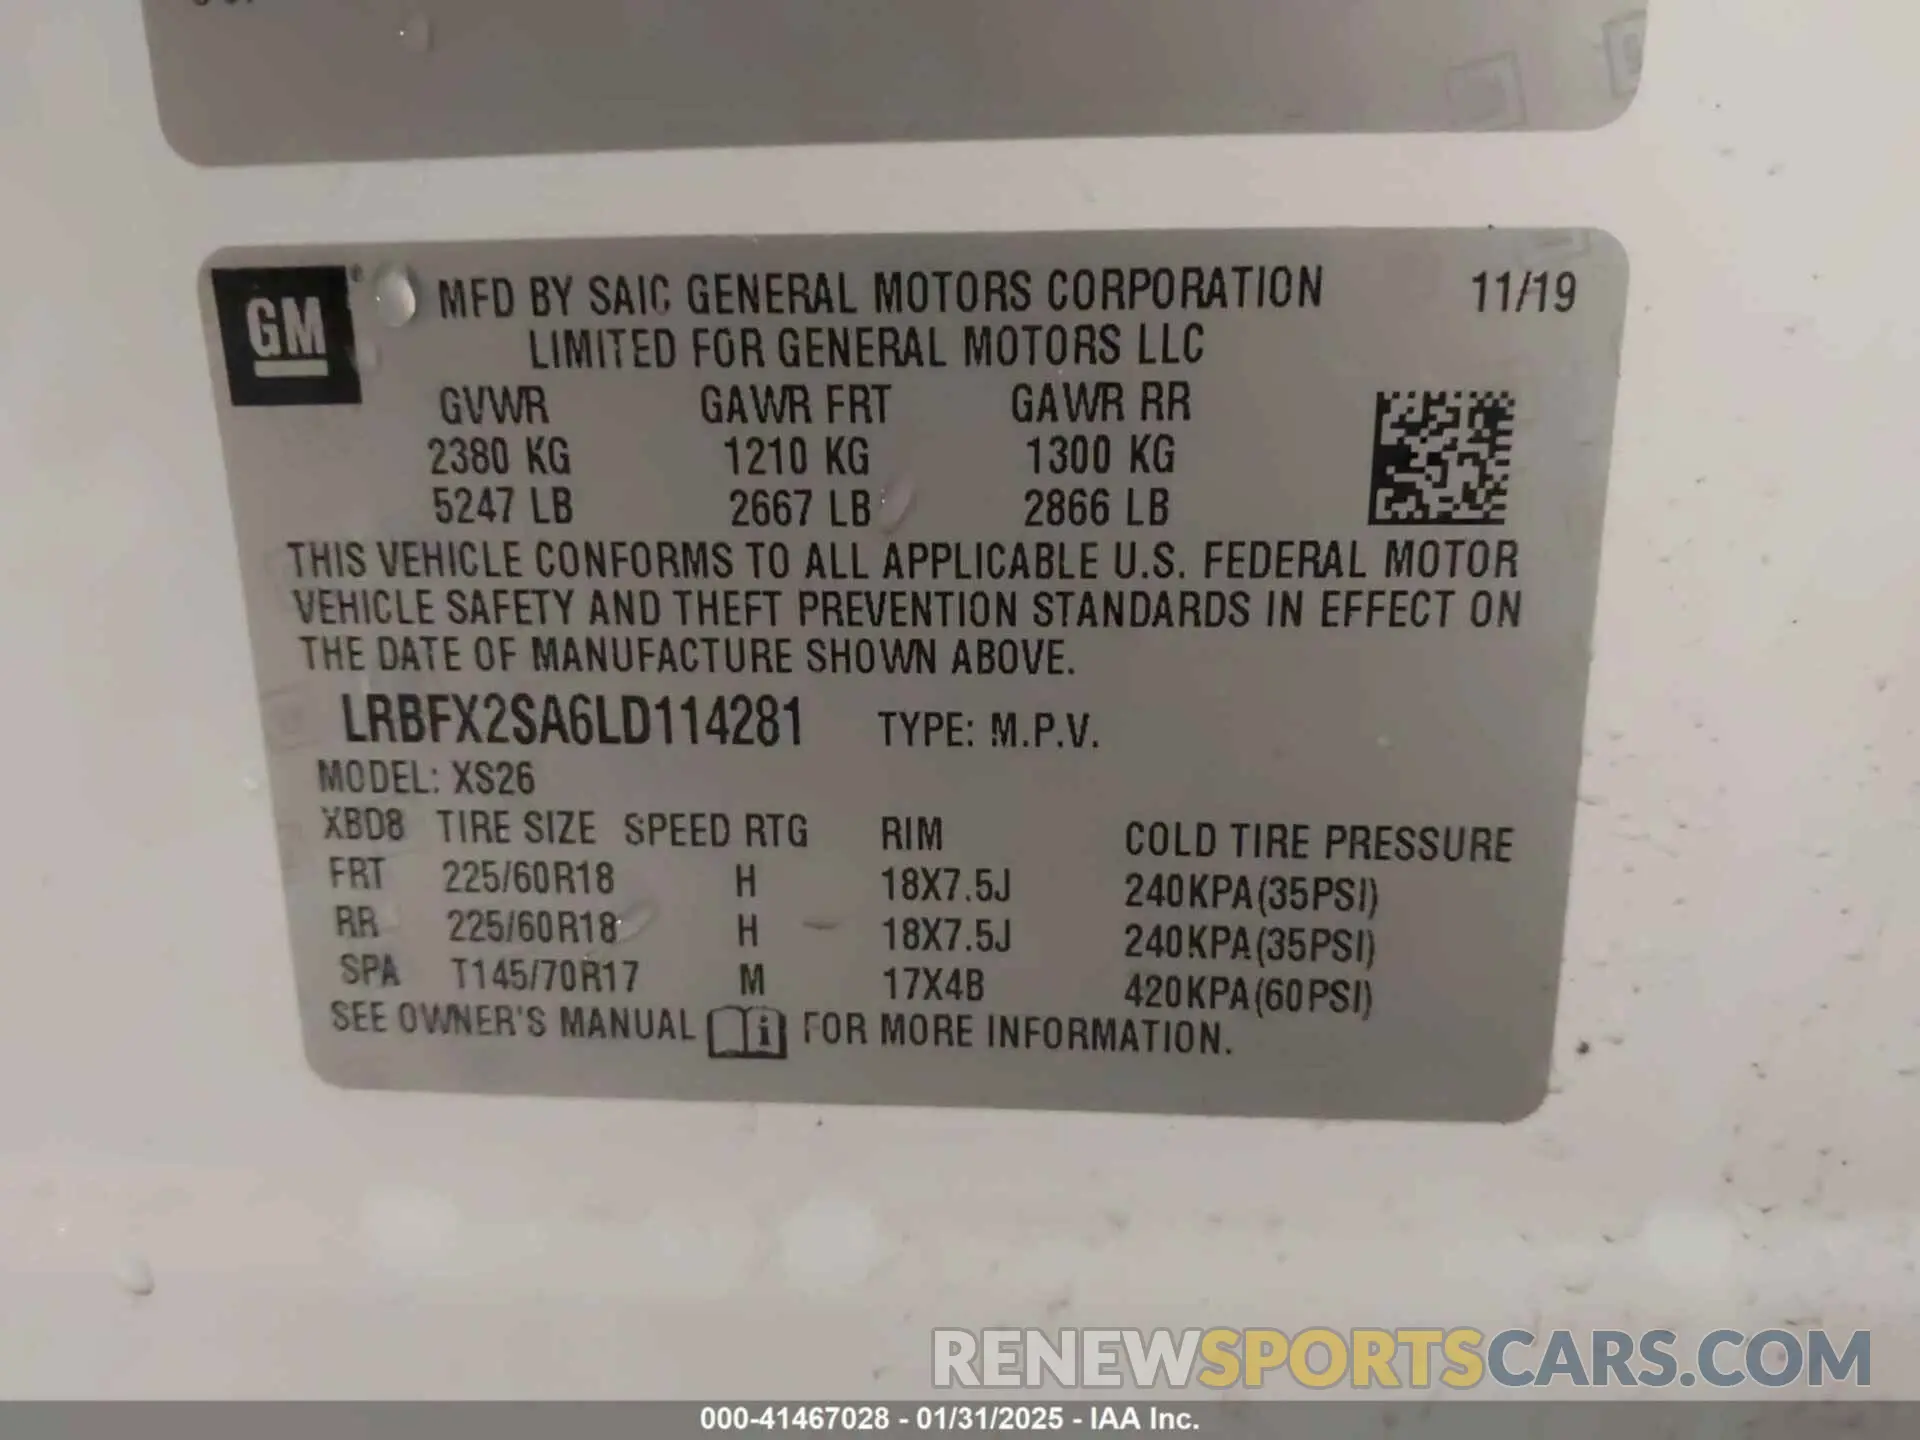 GM® MFD BY SAIC GENERAL MOTORS CORPORATION 11/19
LIMITED FOR GENERAL MOTORS LLC
GVWR GAWR FRT GAWR RR
2380 KG 1210 KG 1300 KG
5247 LB 2667 LB 2866 LB
THIS VEHICLE CONFORMS TO ALL APPLICABLE U.S. FEDERAL MOTOR
VEHICLE SAFETY AND THEFT PREVENTION STANDARDS IN EFFECT ON
THE DATE OF MANUFACTURE SHOWN ABOVE.
LRBFX2SA6LD114281 TYPE: M.P.V.
MODEL: XS26
XBD8 TIRE SIZE SPEED RTG RIM COLD TIRE PRESSURE
FRT 225/60R18 H 18X7.5J 240KPA(35PSI)
RR 225/60R18 H 18X7.5J 240KPA(35PSI)
SPA T145/70R17 M 17X4B 420KPA(60PSI)
SEE OWNER'S MANUAL FOR MORE INFORMATION.
RENEWSPORTSCARS.COM
000-41467028 - 01/31/2025 - IAA Inc.